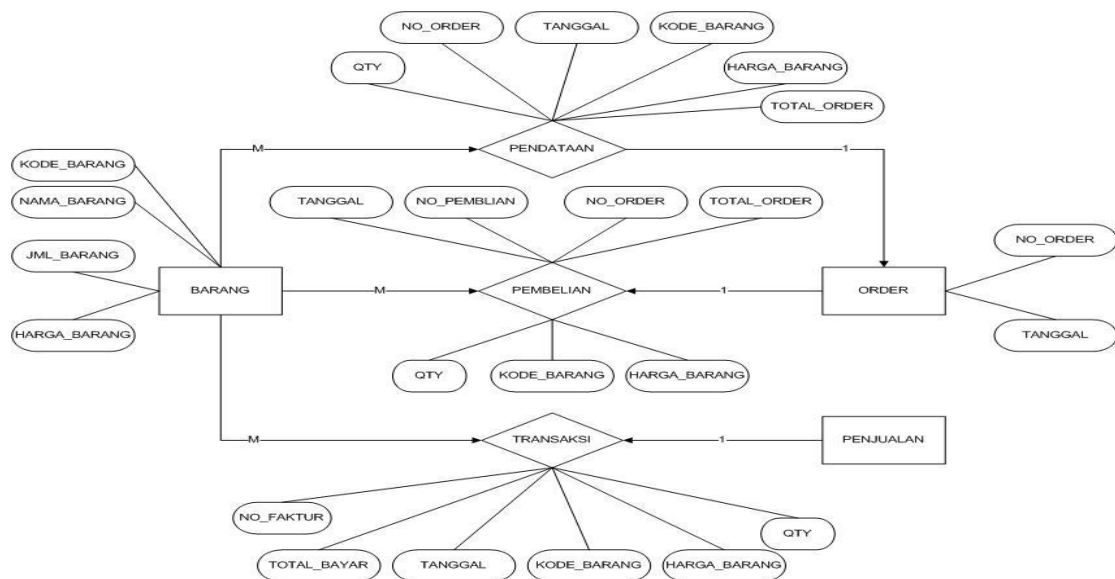 NO_ORDER
TANGGAL
KODE_BARANG
QTY
HARGA_BARANG
TOTAL_ORDER
M
PENDATAAN
1
KODE_BARANG
NAMA_BARANG
TANGGAL
NO_PEMBLIAN
NO_ORDER
TOTAL_ORDER
NO_ORDER
JML_BARANG
BARANG
M
PEMBELIAN
1
ORDER
HARGA_BARANG
TANGGAL
QTY
KODE_BARANG
HARGA_BARANG
M
TRANSAKSI
1
PENJUALAN
NO_FAKTUR
QTY
TOTAL_BAYAR
TANGGAL
KODE_BARANG
HARGA_BARANG